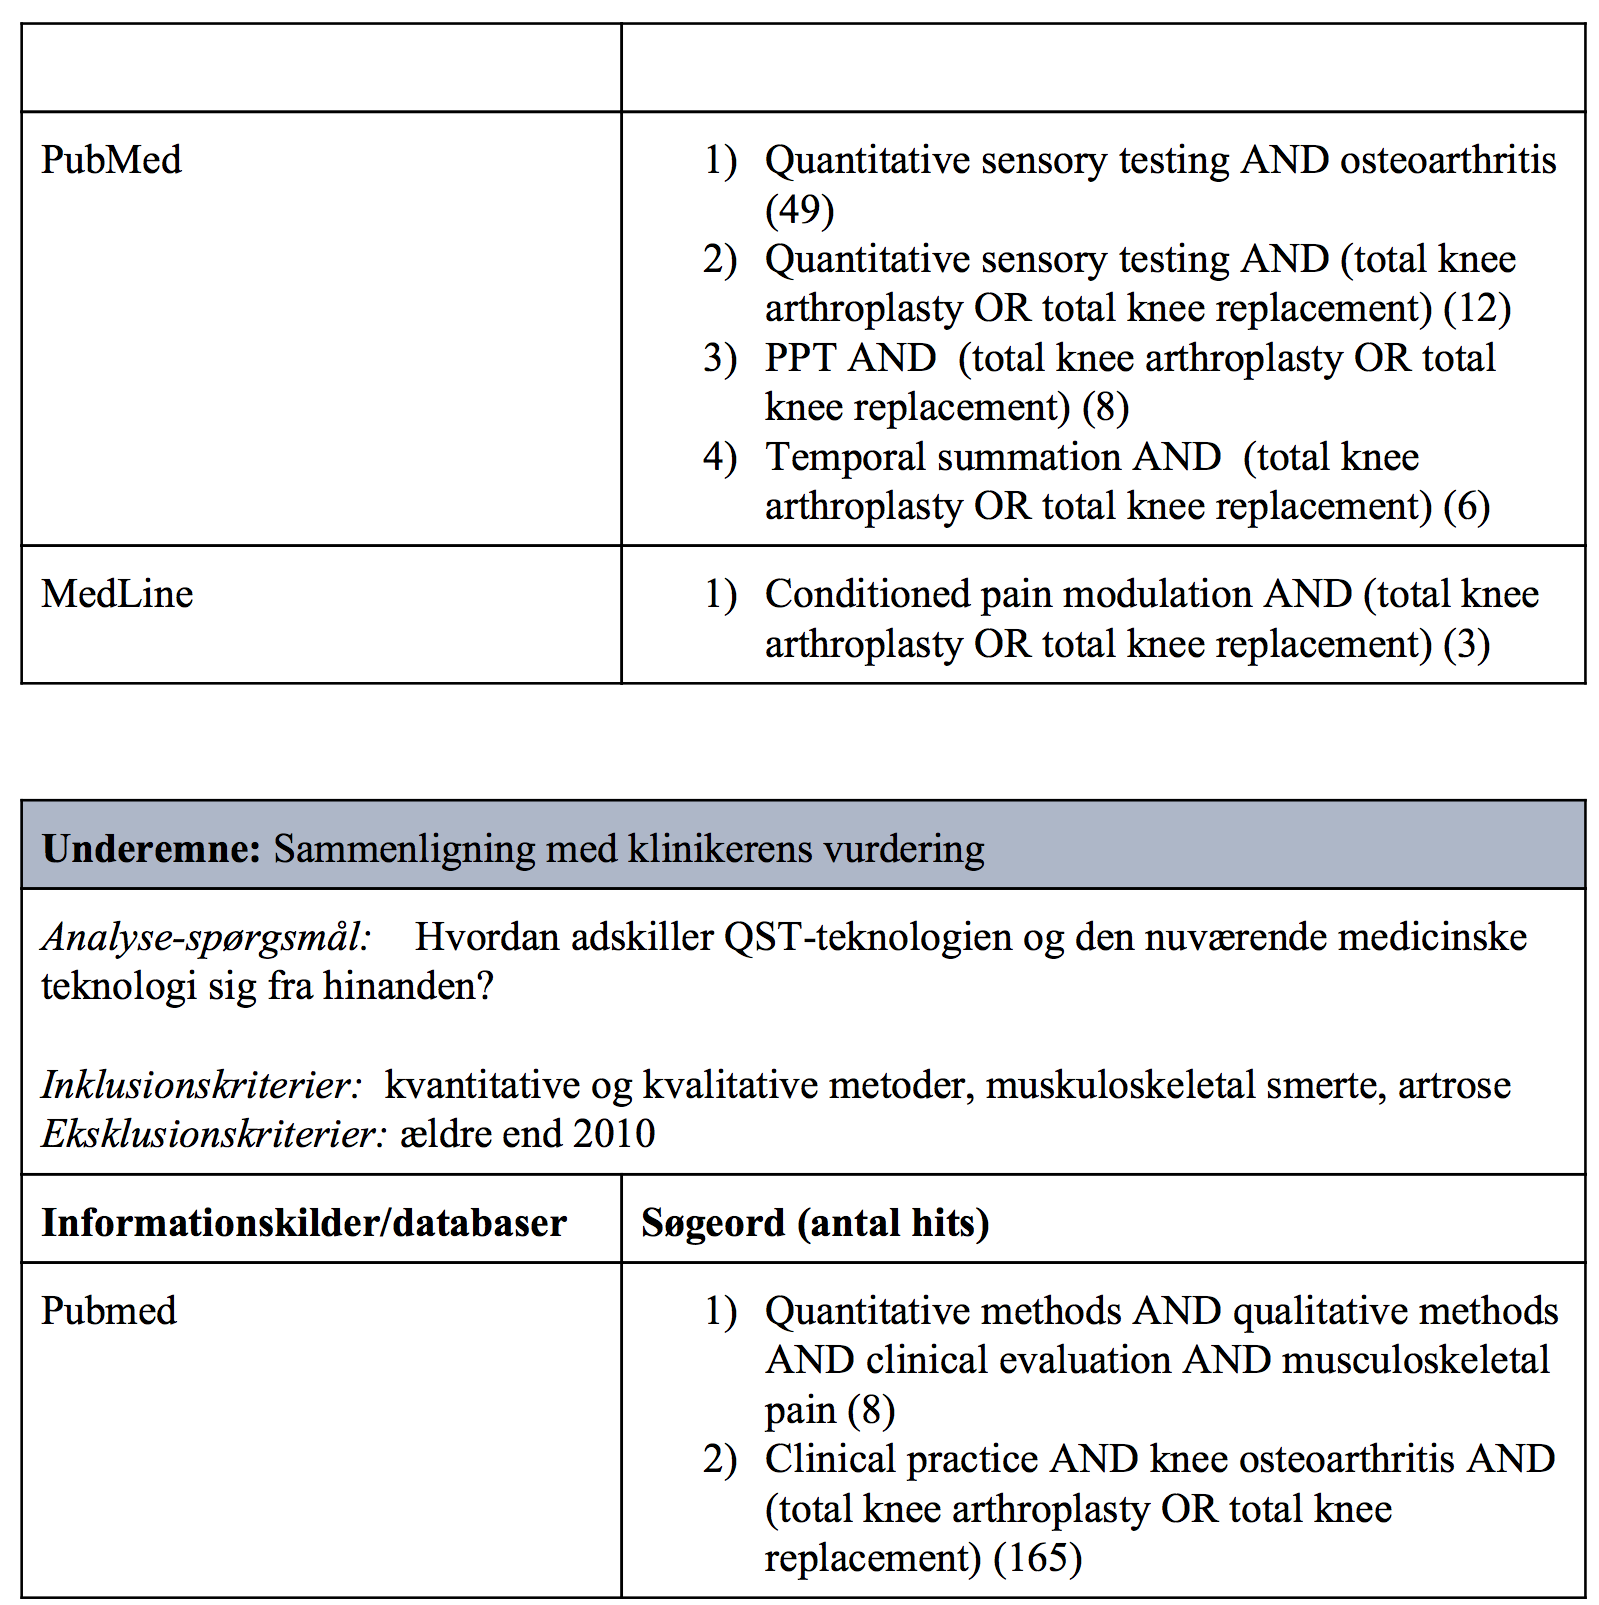 PubMed
1) Quantitative sensory testing AND osteoarthritis
(49)
2) Quantitative sensory testing AND (total knee
arthroplasty OR total knee replacement) (12)
3) PPT AND  (total knee arthroplasty OR total
knee replacement) (8)
4) Temporal summation AND  (total knee
arthroplasty OR total knee replacement) (6)
MedLine
1) Conditioned pain modulation AND (total knee
arthroplasty OR total knee replacement) (3)
Underemne: Sammenligning med klinikerens vurdering
Analyse-spørgsmål:    Hvordan adskiller QST-teknologien og den nuværende medicinske
teknologi sig fra hinanden?
Inklusionskriterier:  kvantitative og kvalitative metoder, muskuloskeletal smerte, artrose
Eksklusionskriterier: ældre end 2010
Informationskilder/databaser
Søgeord (antal hits)
Pubmed
1) Quantitative methods AND qualitative methods
AND clinical evaluation AND musculoskeletal
pain (8)
2) Clinical practice AND knee osteoarthritis AND
(total knee arthroplasty OR total knee
replacement) (165)